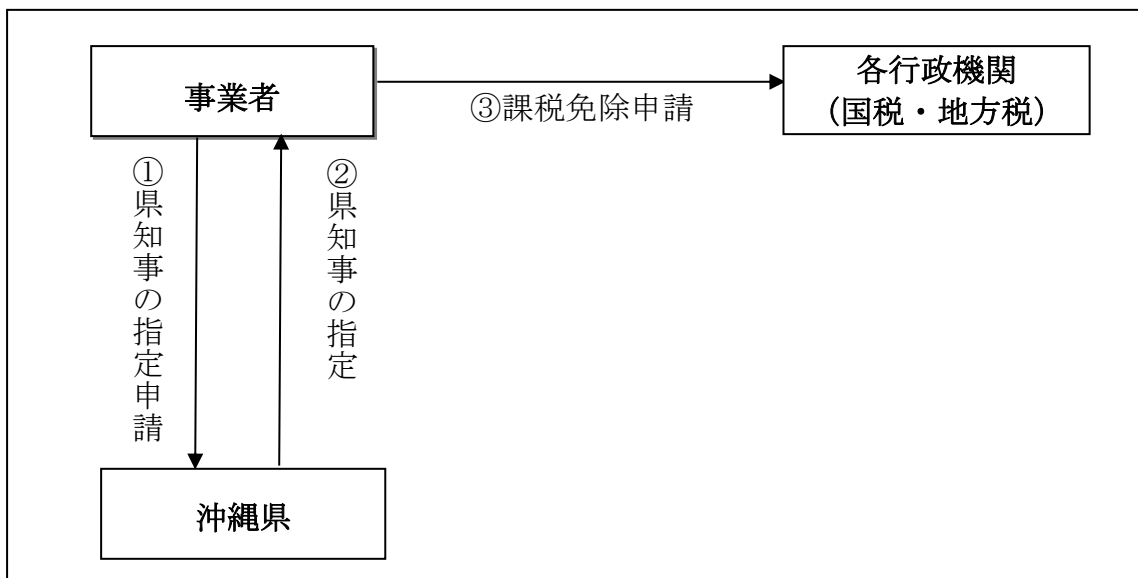 事業者
各行政機関
(国税・地方税)
③課税免除申請
①県知事の指定申請
②県知事の指定
沖縄県